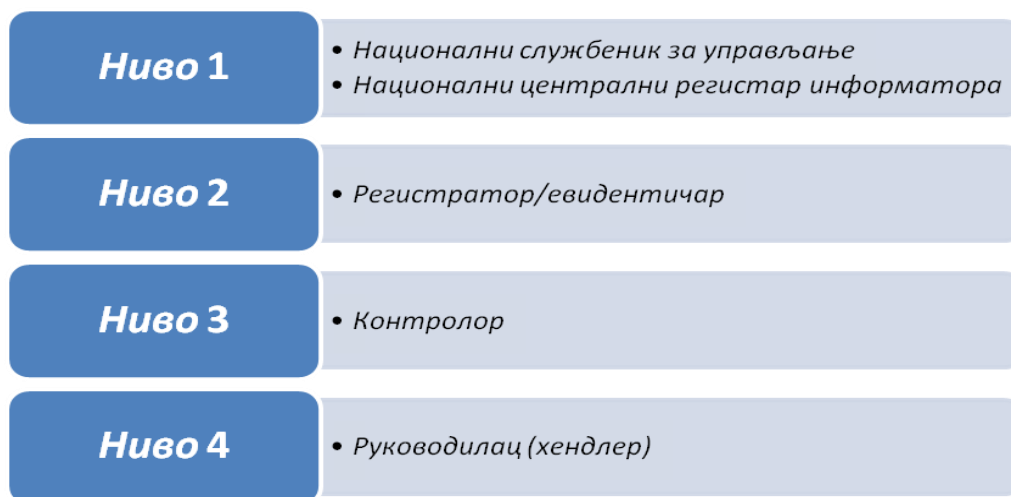 Ниво 1
• Национални службеник за управљање
• Национални централни регистар информатора
Ниво 2
• Регистратор/евидентичар
Ниво 3
• Контролор
Ниво 4
• Руководилац (хендлер)